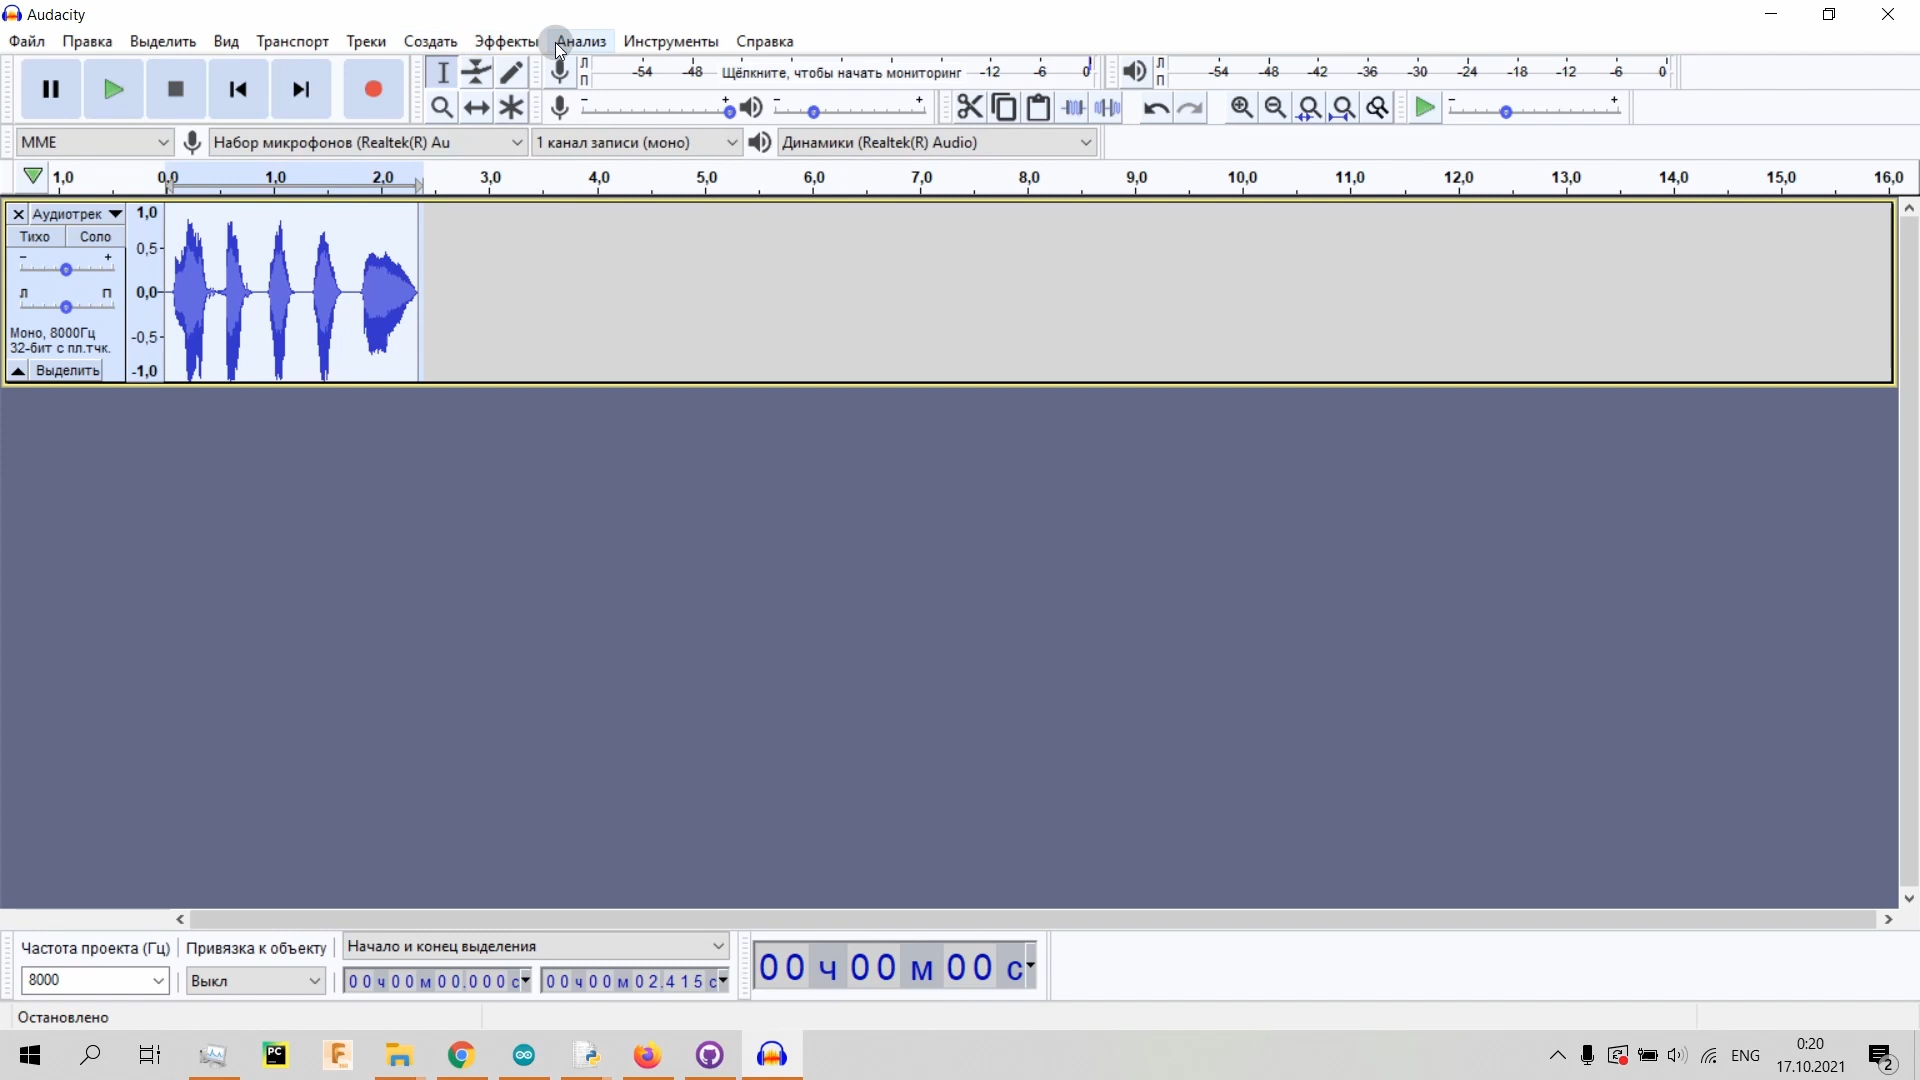 Audacity
Файл Правка Выделить Вид Транспорт Треки Создать Эффекты Анализ Инструменты Справка
Л П -54 -48 Щёлкните, чтобы начать мониторинг -12 -6 0 Л П -54 -48 -42 -36 -30 -24 -18 -12 -6 0
- + - + - +
MME Набор микрофонов (Realtek(R) Au 1 канал записи (моно) Динамики (Realtek(R) Audio)
1,0 0,0 1,0 2,0 3,0 4,0 5,0 6,0 7,0 8,0 9,0 10,0 11,0 12,0 13,0 14,0 15,0 16,0
Аудиотрек 1,0
Тихо Соло 0,5
- +
Л П 0,0
Моно, 8000Гц -0,5
32-бит с пл.тчк.
Выделить -1,0
Частота проекта (Гц) Привязка к объекту Начало и конец выделения
8000 Выкл 00 ч 00 м 00.000 с 00 ч 00 м 02.415 с 00 ч 00 м 00 с
Остановлено
PC F ENG 0:20
17.10.2021 2